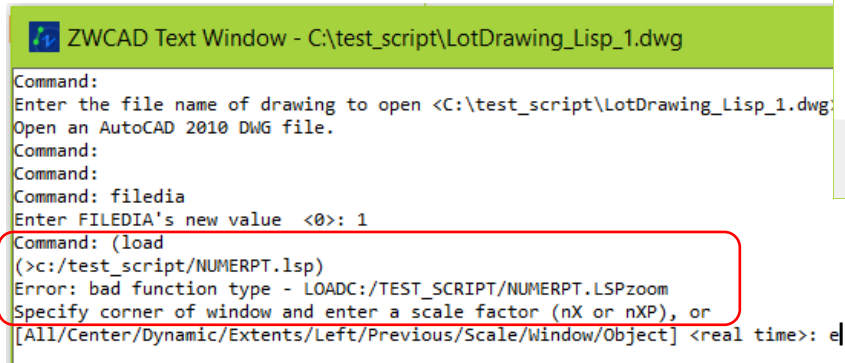 ZWCAD Text Window - C:\test_script\LotDrawing_Lisp_1.dwg
Command:
Enter the file name of drawing to open <C:\test_script\LotDrawing_Lisp_1.dwg>
Open an AutoCAD 2010 DWG file.
Command:
Command:
Command: filedia
Enter FILEDIA's new value  <0>: 1
Command: (load
(>c:/test_script/NUMERPT.lsp)
Error: bad function type - LOADC:/TEST_SCRIPT/NUMERPT.LSPzoom
Specify corner of window and enter a scale factor (nX or nXP), or
[All/Center/Dynamic/Extents/Left/Previous/Scale/Window/Object] <real time>: e